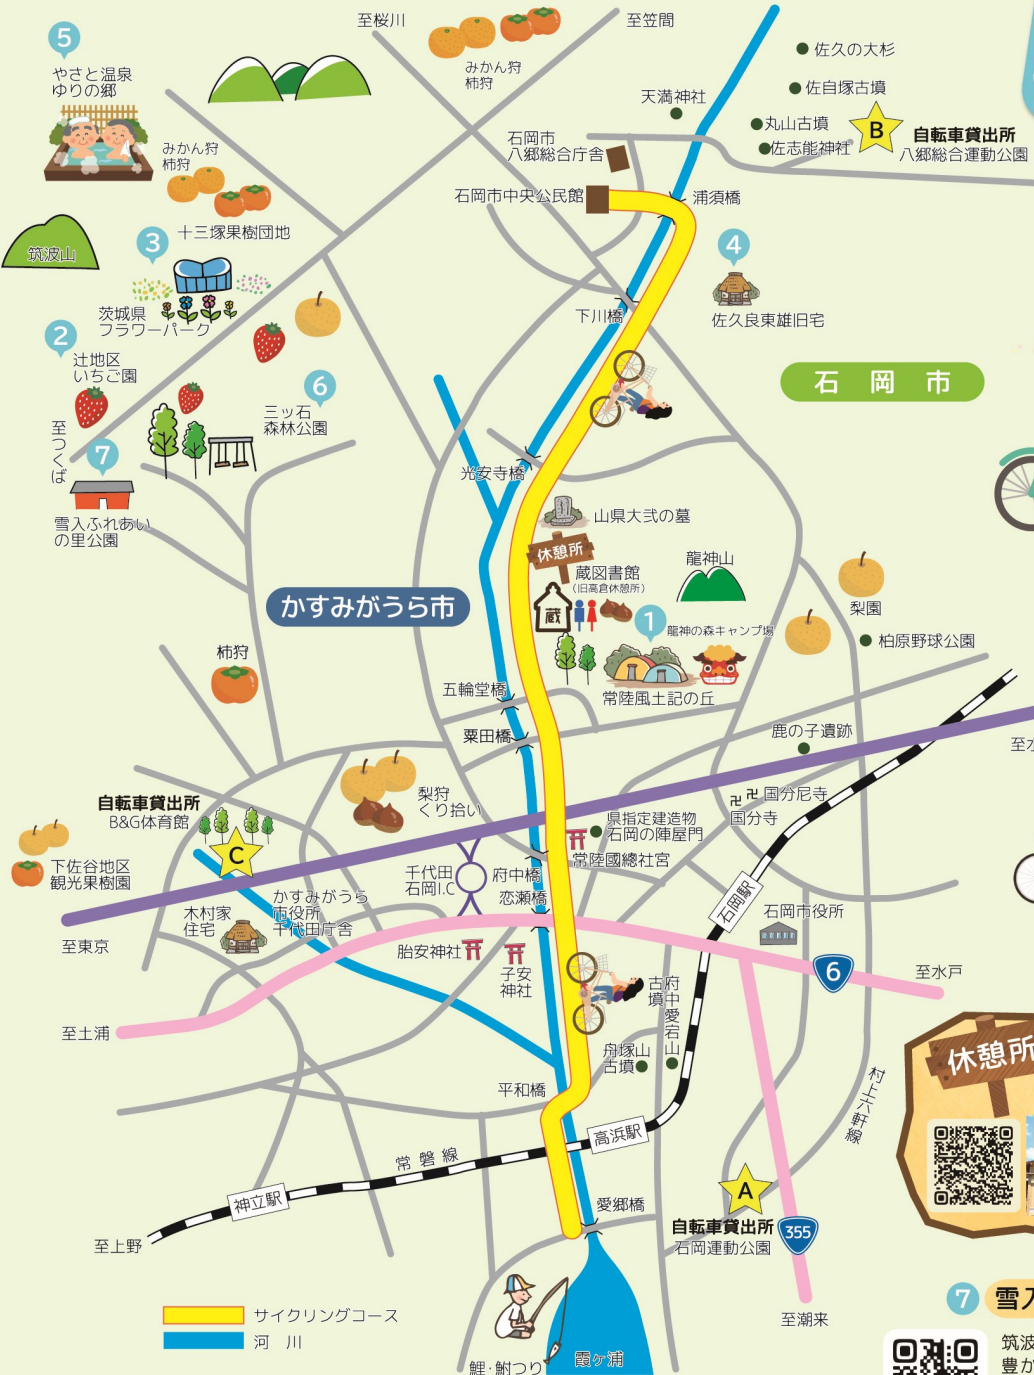 至桜川
至笠間
5
やさと温泉
ゆりの郷
みかん狩
柿狩
佐久の大杉
佐自塚古墳
天満神社
丸山古墳
佐志能神社
B
自転車貸出所
八郷総合運動公園
石岡市
八郷総合庁舎
みかん狩
柿狩
石岡市中央公民館
浦須橋
十三塚果樹団地
筑波山
3
4
茨城県
フラワーパーク
下川橋
佐久良東雄旧宅
2
辻地区
いちご園
石岡市
6
三ッ石
森林公園
至つくば
7
光安寺橋
雪入ふれあい
の里公園
山県大弐の墓
休憩所
蔵図書館
(旧高倉休憩所)
蔵
龍神山
かすみがうら市
1
龍神の森キャンプ場
梨園
柏原野球公園
柿狩
常陸風土記の丘
五輪堂橋
粟田橋
鹿の子遺跡
至水
自転車貸出所
B&G体育館
梨狩
くり拾い
卍 卍 国分尼寺
国分寺
県指定建造物
石岡の陣屋門
常陸國總社宮
C
下佐谷地区
観光果樹園
千代田
石岡I.C
府中橋
恋瀬橋
かすみがうら
市役所
千代田庁舎
木村家
住宅
石岡駅
石岡市役所
至東京
胎安神社
子安
神社
6
至水戸
至土浦
府中愛宕山
古墳
舟塚山
古墳
休憩所
平和橋
村上六軒線
高浜駅
常磐線
神立駅
A
愛郷橋
自転車貸出所
石岡運動公園
355
至上野
7
雪入
サイクリングコース
河 川
至潮来
筑波
豊か
霞ヶ浦
鯉・鮒つり